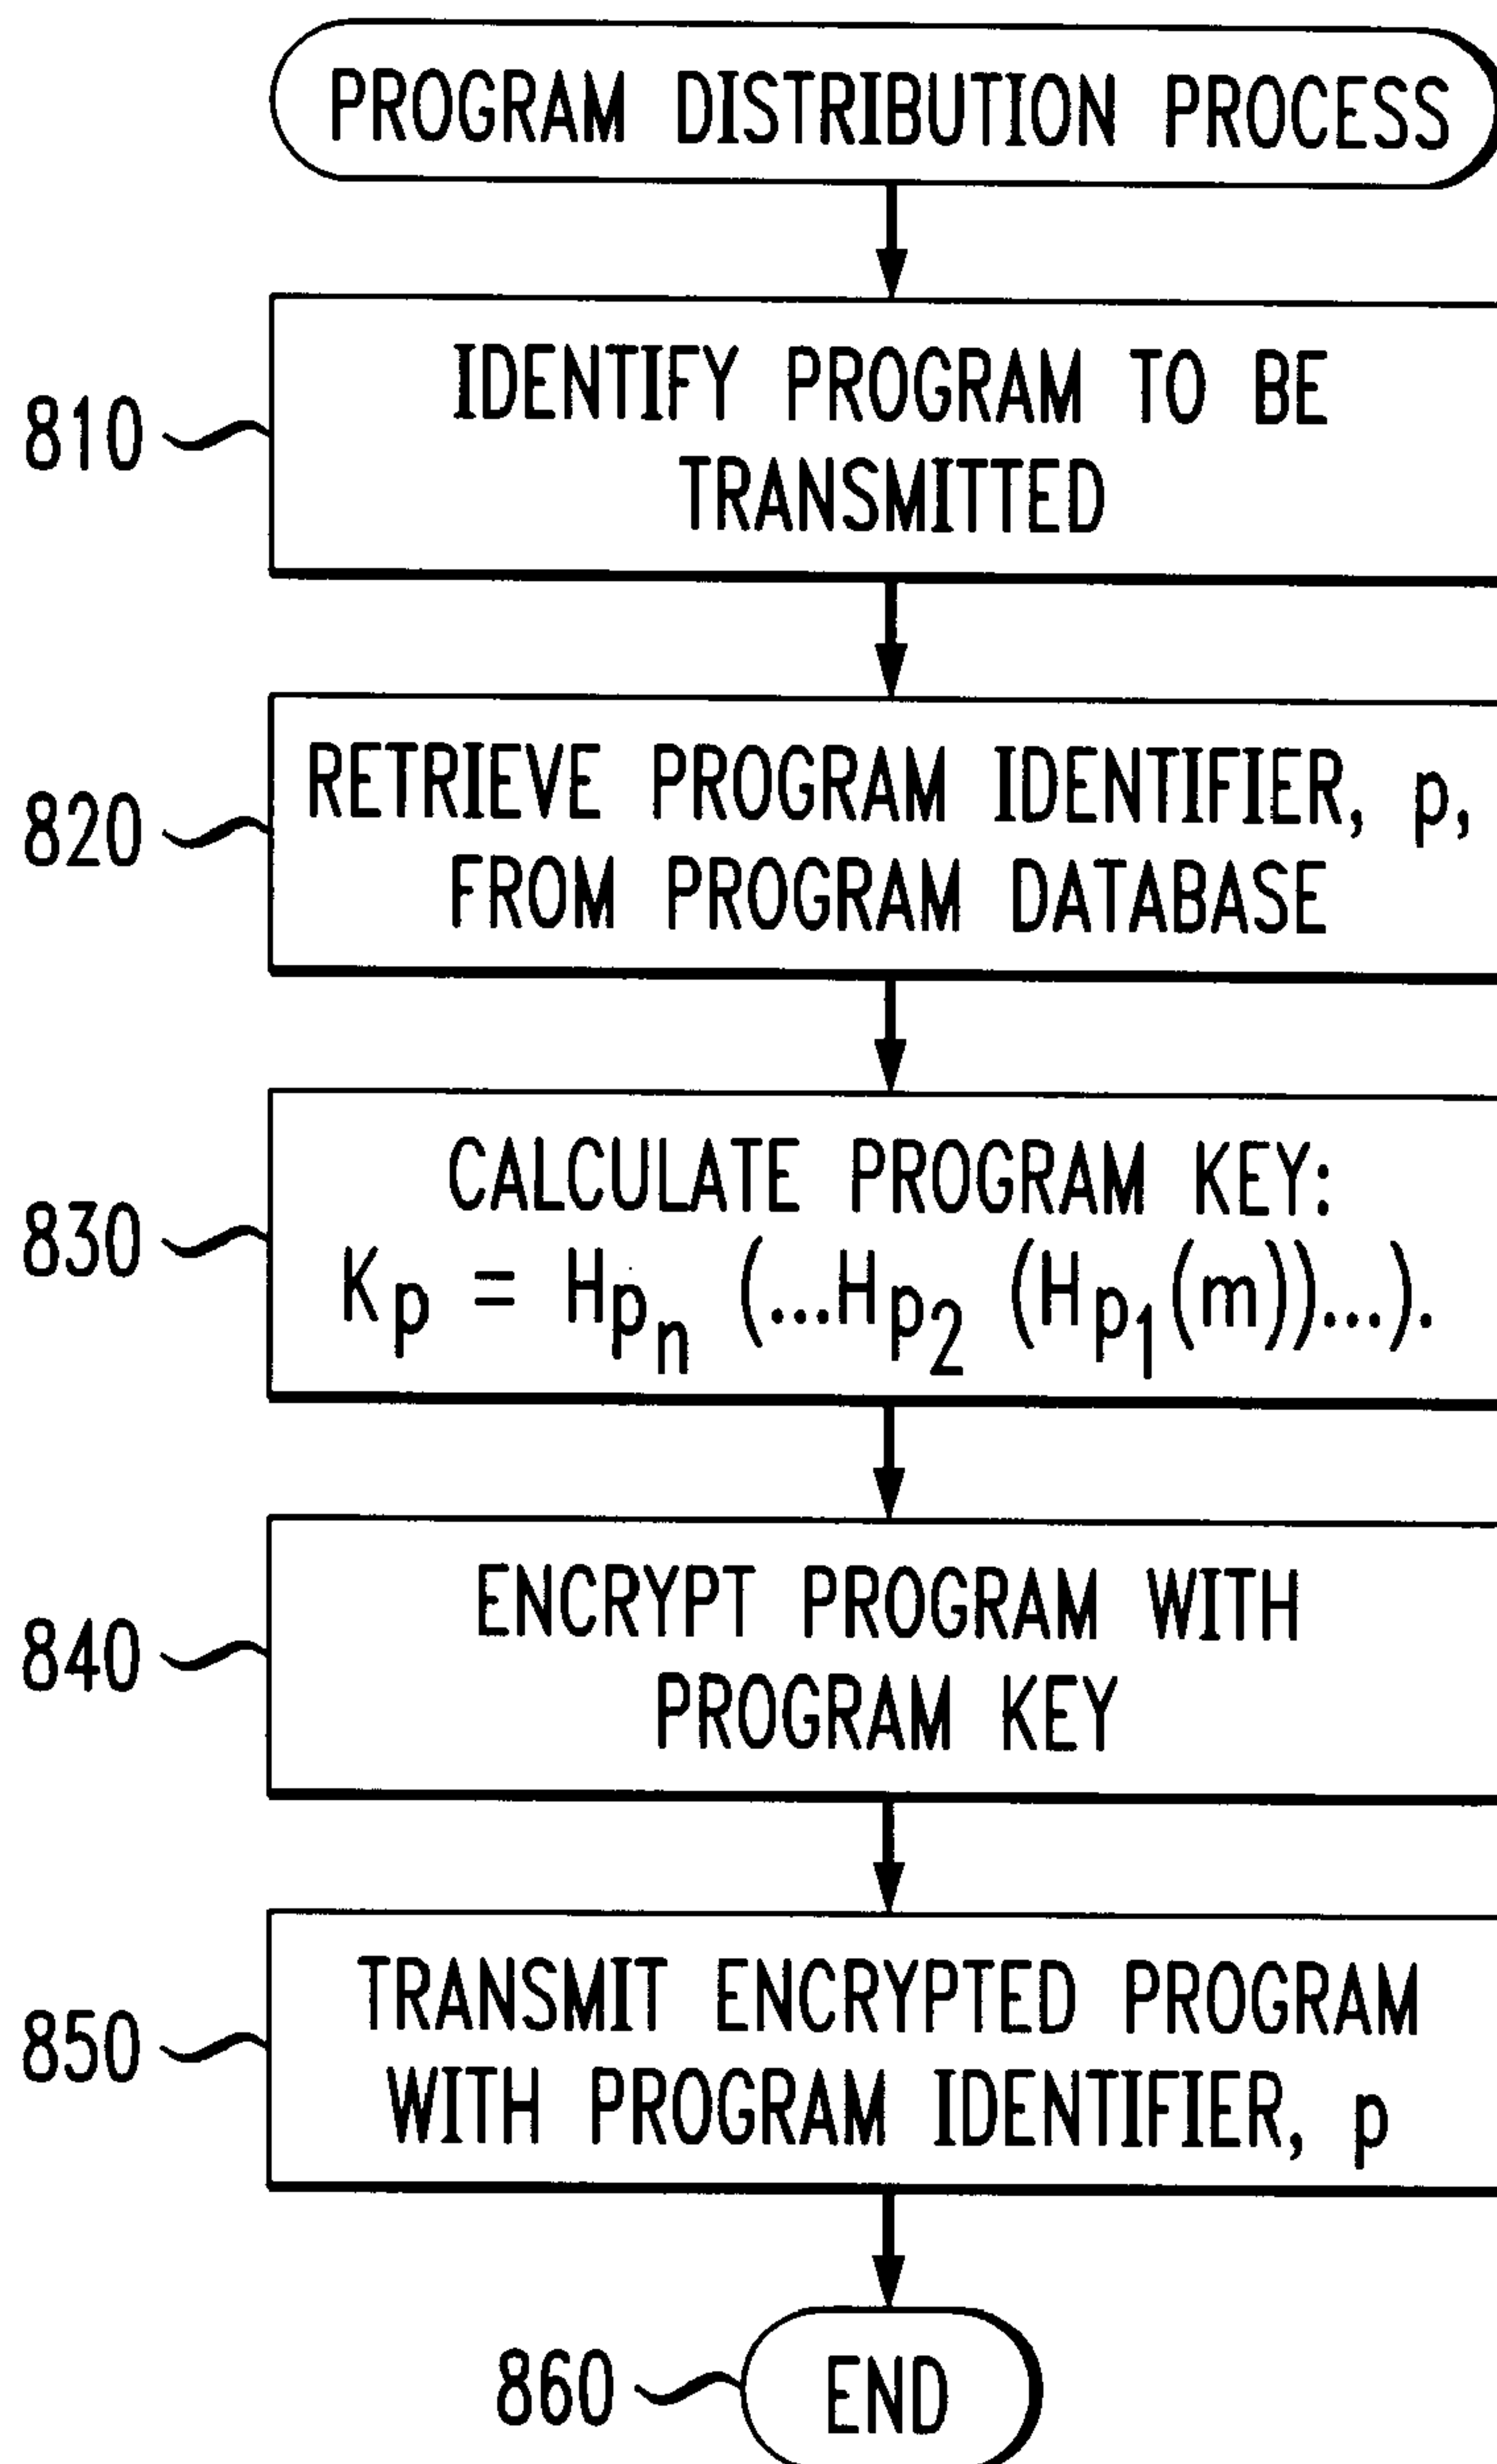 PROGRAM DISTRIBUTION PROCESS
810
IDENTIFY PROGRAM TO BE
TRANSMITTED
820
RETRIEVE PROGRAM IDENTIFIER, p,
FROM PROGRAM DATABASE
830
CALCULATE PROGRAM KEY:
Kp = Hpn (...Hp2 (Hp1(m))...).
840
ENCRYPT PROGRAM WITH
PROGRAM KEY
850
TRANSMIT ENCRYPTED PROGRAM
WITH PROGRAM IDENTIFIER, p
860
END